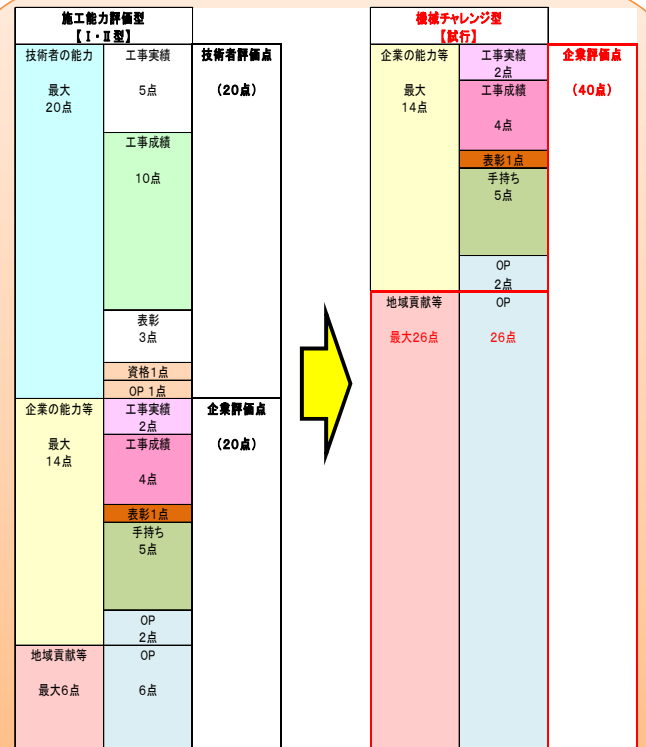 施工能力評価型
【Ⅰ・Ⅱ型】
技術者の能力
最大
20点
工事実績
5点
工事成績
10点
表彰
3点
資格1点
OP 1点
技術者評価点
(20点)
企業の能力等
最大
14点
工事実績
2点
工事成績
4点
表彰1点
手持ち
5点
OP
2点
企業評価点
(20点)
地域貢献等
最大6点
OP
6点
機械チャレンジ型
【試行】
企業の能力等
最大
14点
工事実績
2点
工事成績
4点
表彰1点
手持ち
5点
OP
2点
企業評価点
(40点)
地域貢献等
最大26点
OP
26点